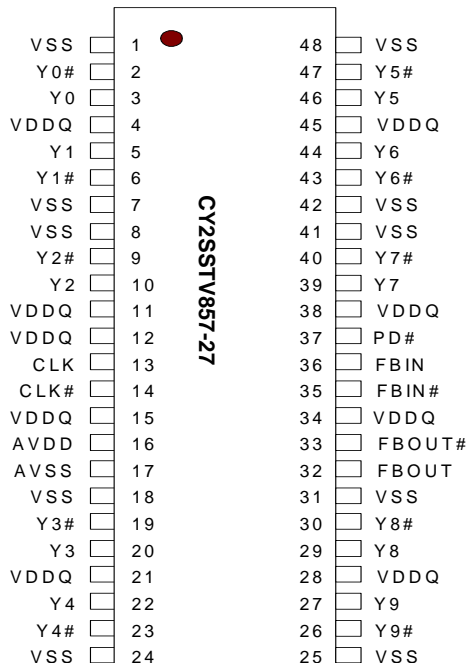 VSS 1 48 VSS
Y0# 2 47 Y5#
Y0 3 46 Y5
VDDQ 4 45 VDDQ
Y1 5 44 Y6
Y1# 6 43 Y6#
VSS 7 42 VSS
VSS 8 41 VSS
Y2# 9 40 Y7#
Y2 10 39 Y7
VDDQ 11 38 VDDQ
VDDQ 12 37 PD#
CLK 13 36 FBIN
CLK# 14 35 FBIN#
VDDQ 15 34 VDDQ
AVDD 16 33 FBOUT#
AVSS 17 32 FBOUT
VSS 18 31 VSS
Y3# 19 30 Y8#
Y3 20 29 Y8
VDDQ 21 28 VDDQ
Y4 22 27 Y9
Y4# 23 26 Y9#
VSS 24 25 VSS
CY2SSTV857-27